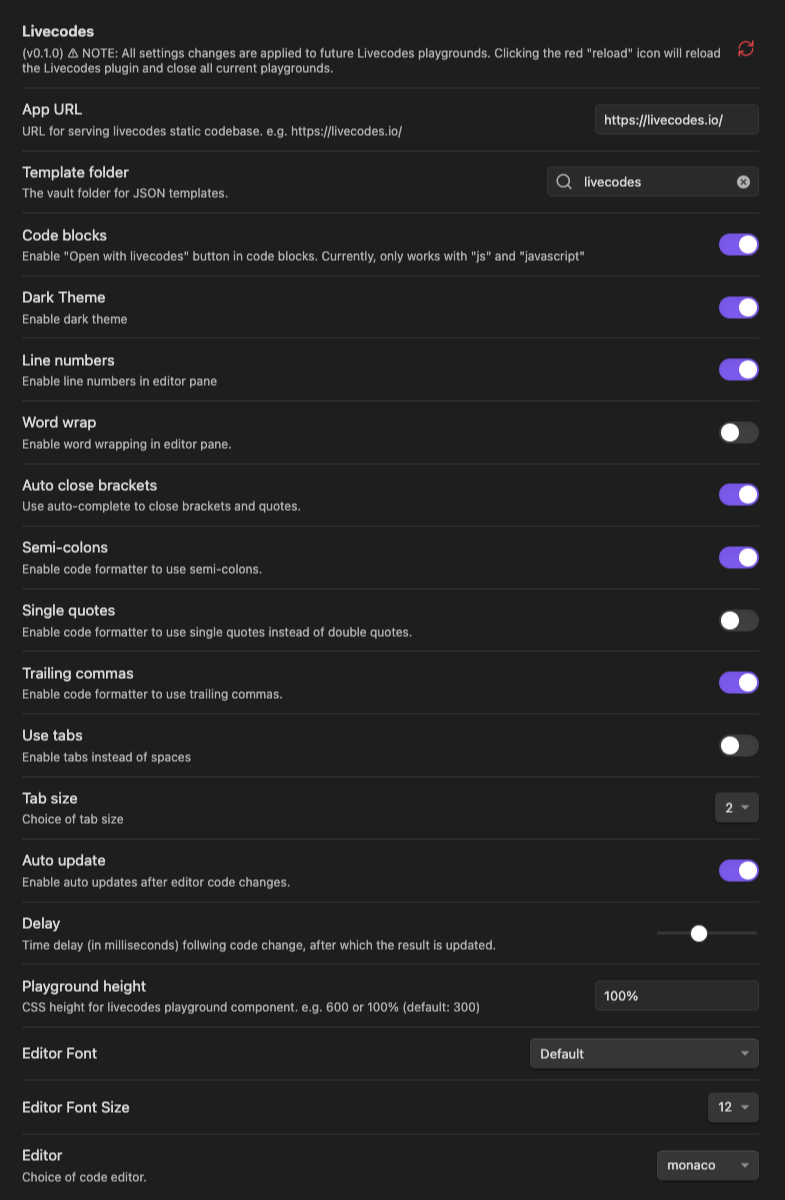 Livecodes
(v0.1.0) ⚠ NOTE: All settings changes are applied to future Livecodes playgrounds. Clicking the red "reload" icon will reload
the Livecodes plugin and close all current playgrounds.
App URL
URL for serving livecodes static codebase. e.g. https://livecodes.io/
https://livecodes.io/
Template folder
The vault folder for JSON templates.
livecodes
Code blocks
Enable "Open with livecodes" button in code blocks. Currently, only works with "js" and "javascript"
Dark Theme
Enable dark theme
Line numbers
Enable line numbers in editor pane
Word wrap
Enable word wrapping in editor pane.
Auto close brackets
Use auto-complete to close brackets and quotes.
Semi-colons
Enable code formatter to use semi-colons.
Single quotes
Enable code formatter to use single quotes instead of double quotes.
Trailing commas
Enable code formatter to use trailing commas.
Use tabs
Enable tabs instead of spaces
Tab size
Choice of tab size
2
Auto update
Enable auto updates after editor code changes.
Delay
Time delay (in milliseconds) follwing code change, after which the result is updated.
Playground height
CSS height for livecodes playground component. e.g. 600 or 100% (default: 300)
100%
Editor Font
Default
Editor Font Size
12
Editor
Choice of code editor.
monaco